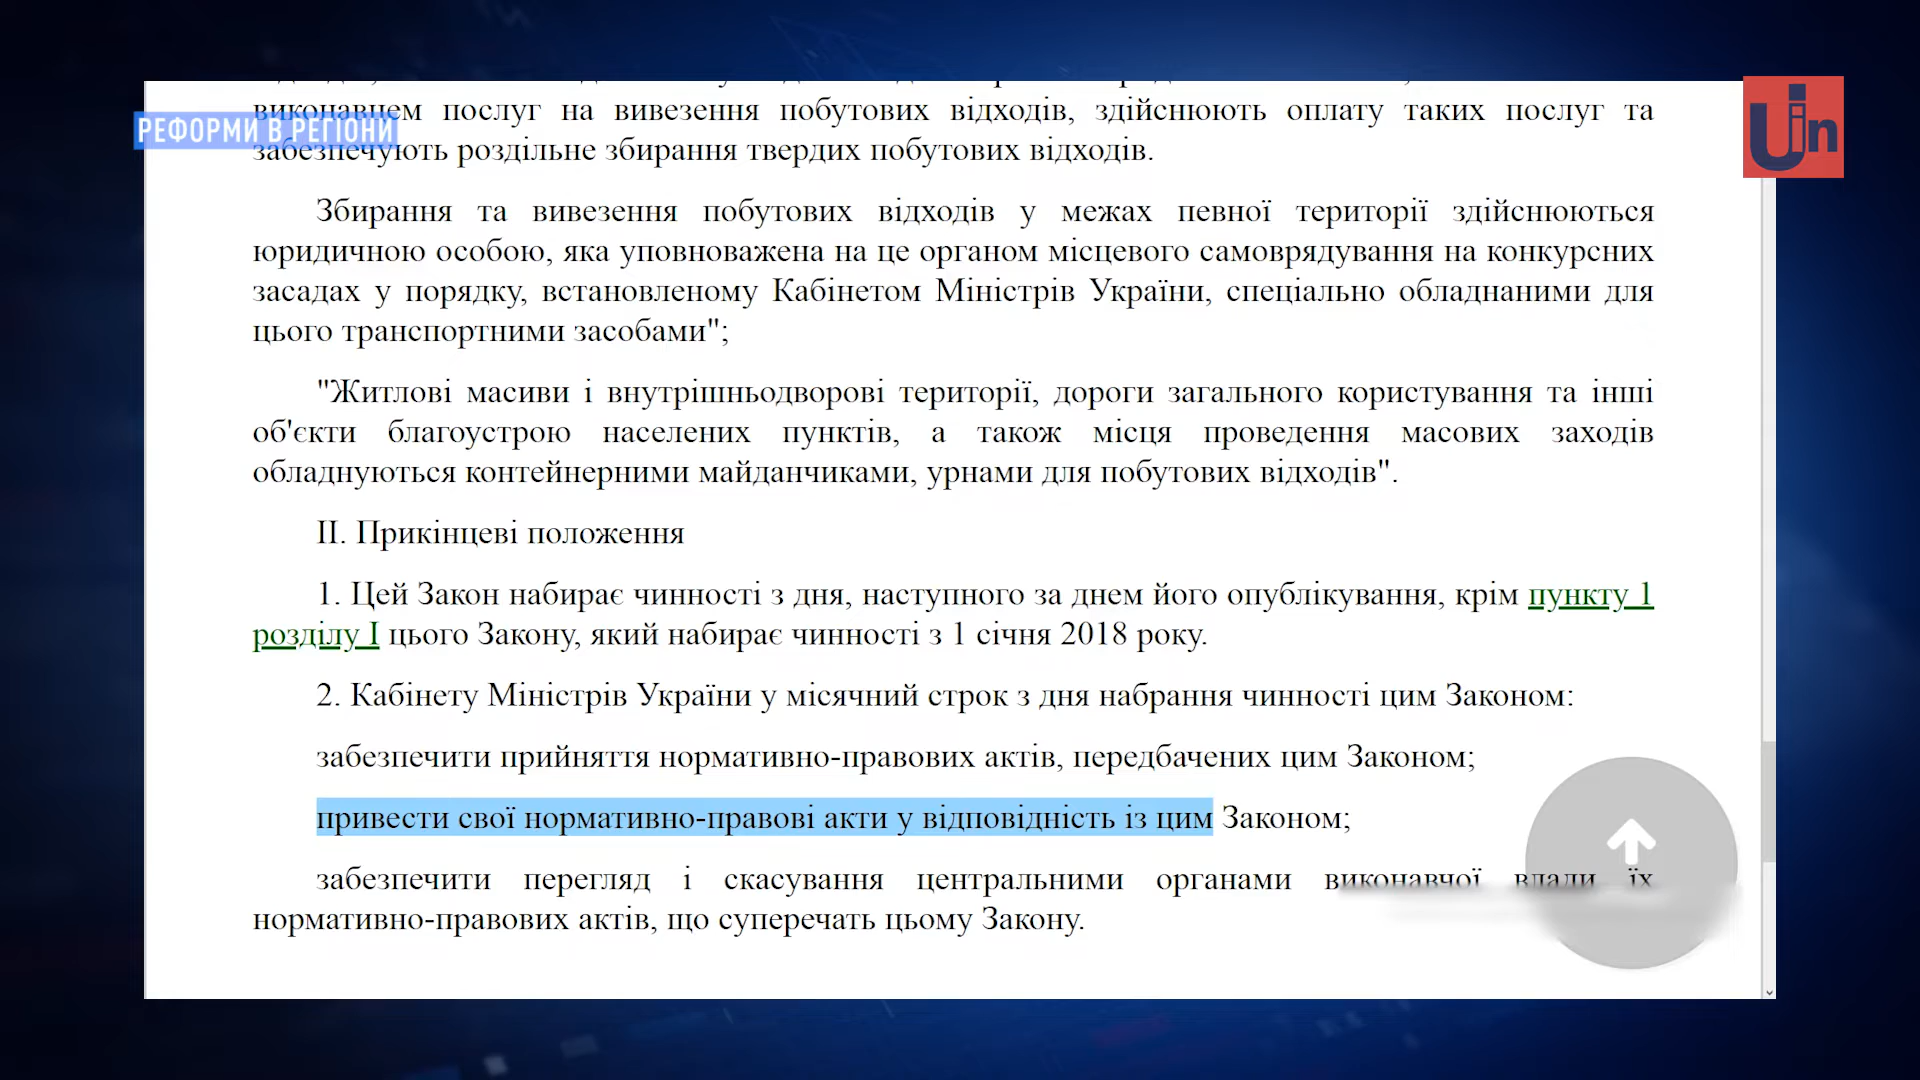 виконавцем послуг на вивезення побутових відходів, здійснюють оплату таких послуг та
РЕФОРМИ В РЕГІОНИ
забезпечують роздільне збирання твердих побутових відходів.
Uin
Збирання та вивезення побутових відходів у межах певної території здійснюються
юридичною особою, яка уповноважена на це органом місцевого самоврядування на конкурсних
засадах у порядку, встановленому Кабінетом Міністрів України, спеціально обладнаними для
цього транспортними засобами";
"Житлові масиви і внутрішньодворові території, дороги загального користування та інші
об'єкти благоустрою населених пунктів, а також місця проведення масових заходів
обладнуються контейнерними майданчиками, урнами для побутових відходів".
II. Прикінцеві положення
1. Цей Закон набирає чинності з дня, наступного за днем його опублікування, крім пункту 1
розділу I цього Закону, який набирає чинності з 1 січня 2018 року.
2. Кабінету Міністрів України у місячний строк з дня набрання чинності цим Законом:
забезпечити прийняття нормативно-правових актів, передбачених цим Законом;
привести свої нормативно-правові акти у відповідність із цим Законом;
забезпечити перегляд і скасування центральними органами виконавчої влади їх
нормативно-правових актів, що суперечать цьому Закону.